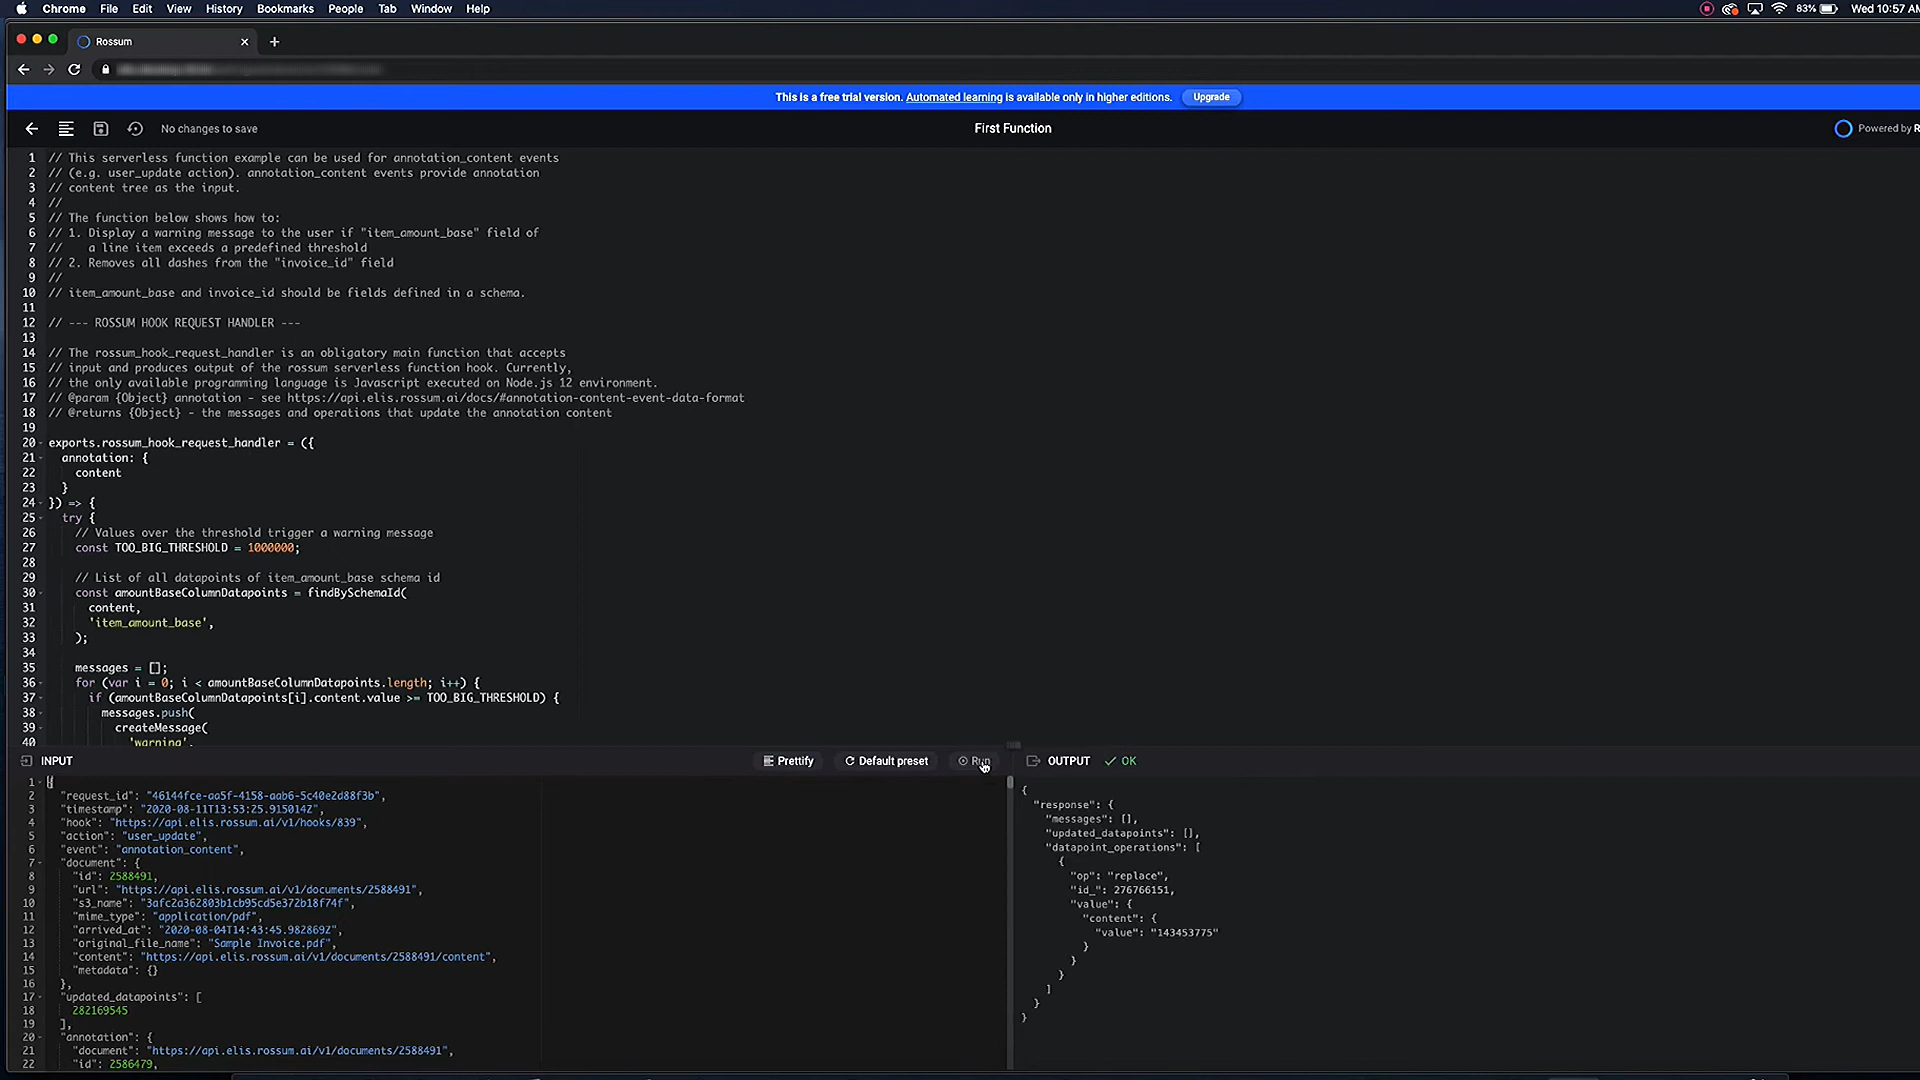 Chrome File Edit View History Bookmarks People Tab Window Help 83% Wed 10:57 AM
Rossum
This is a free trial version. Automated learning is available only in higher editions. Upgrade
No changes to save First Function Powered by R
1 // This serverless function example can be used for annotation_content events
2 // (e.g. user_update action). annotation_content events provide annotation
3 // content tree as the input.
4 //
5 // The function below shows how to:
6 // 1. Display a warning message to the user if "item_amount_base" field of
7 // a line item exceeds a predefined threshold
8 // 2. Removes all dashes from the "invoice_id" field
9 //
10 // item_amount_base and invoice_id should be fields defined in a schema.
11
12 // --- ROSSUM HOOK REQUEST HANDLER ---
13
14 // The rossum_hook_request_handler is an obligatory main function that accepts
15 // input and produces output of the rossum serverless function hook. Currently,
16 // the only available programming language is Javascript executed on Node.js 12 environment.
17 // @param {Object} annotation - see https://api.elis.rossum.ai/docs/#annotation-content-event-data-format
18 // @returns {Object} - the messages and operations that update the annotation content
19
20 exports.rossum_hook_request_handler = ({
21 annotation: {
22 content
23 }
24 }) => {
25 try {
26 // Values over the threshold trigger a warning message
27 const TOO_BIG_THRESHOLD = 1000000;
28
29 // List of all datapoints of item_amount_base schema id
30 const amountBaseColumnDatapoints = findBySchemaId(
31 content,
32 'item_amount_base',
33 );
34
35 messages = [];
36 for (var i = 0; i < amountBaseColumnDatapoints.length; i++) {
37 if (amountBaseColumnDatapoints[i].content.value >= TOO_BIG_THRESHOLD) {
38 messages.push(
39 createMessage(
40 'warning',
INPUT Prettify Default preset Run
1 {
2 "request_id": "46144fce-aa5f-4158-aab6-5c40e2d88f3b",
3 "timestamp": "2020-08-11T13:53:25.915014Z",
4 "hook": "https://api.elis.rossum.ai/v1/hooks/839",
5 "action": "user_update",
6 "event": "annotation_content",
7 "document": {
8 "id": 2588491,
9 "url": "https://api.elis.rossum.ai/v1/documents/2588491",
10 "s3_name": "3afc2a362803b1cb95cd5e372b18f74f",
11 "mime_type": "application/pdf",
12 "arrived_at": "2020-08-04T14:43:45.982869Z",
13 "original_file_name": "Sample Invoice.pdf",
14 "content": "https://api.elis.rossum.ai/v1/documents/2588491/content",
15 "metadata": {}
16 },
17 "updated_datapoints": [
18 282169545
19 ],
20 "annotation": {
21 "document": "https://api.elis.rossum.ai/v1/documents/2588491",
22 "id": 2586479,
OUTPUT OK
{
"response": {
"messages": [],
"updated_datapoints": [],
"datapoint_operations": [
{
"op": "replace",
"id_": 276766151,
"value": {
"content": {
"value": "143453775"
}
}
}
]
}
}